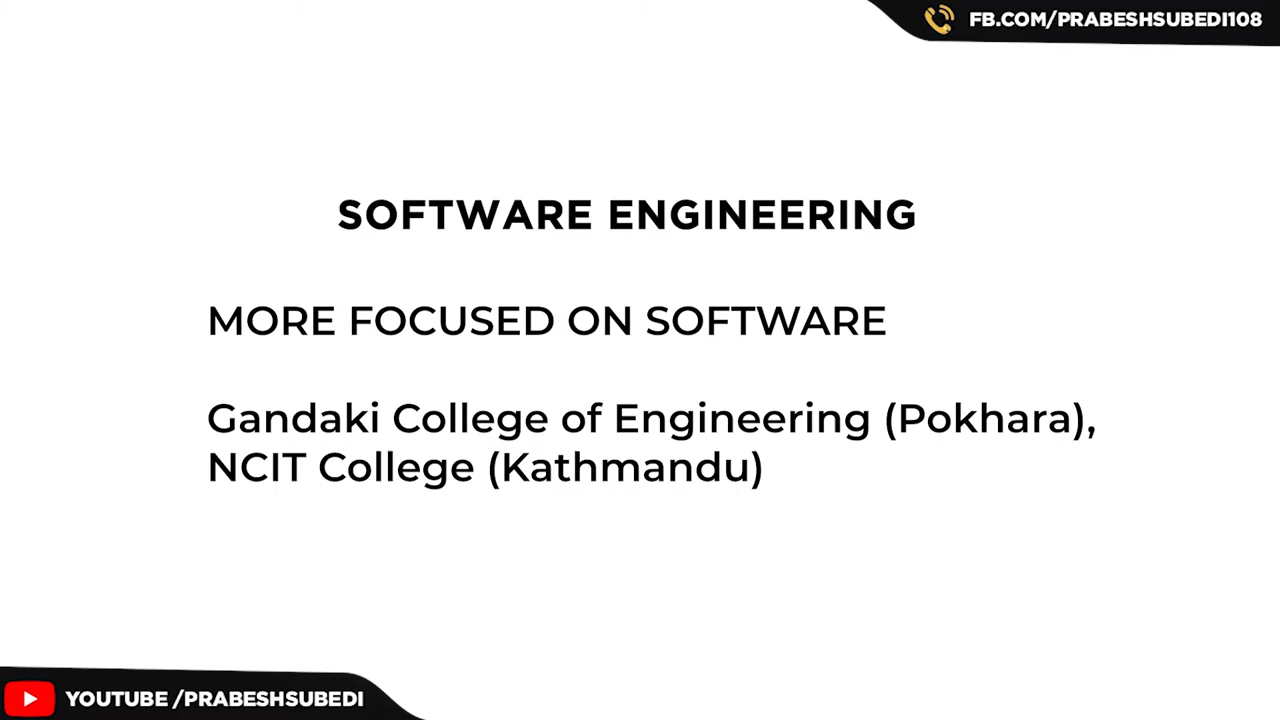 FB.COM/PRABESHSUBEDI108
SOFTWARE ENGINEERING
MORE FOCUSED ON SOFTWARE
Gandaki College of Engineering (Pokhara),
NCIT College (Kathmandu)
YOUTUBE /PRABESHSUBEDI